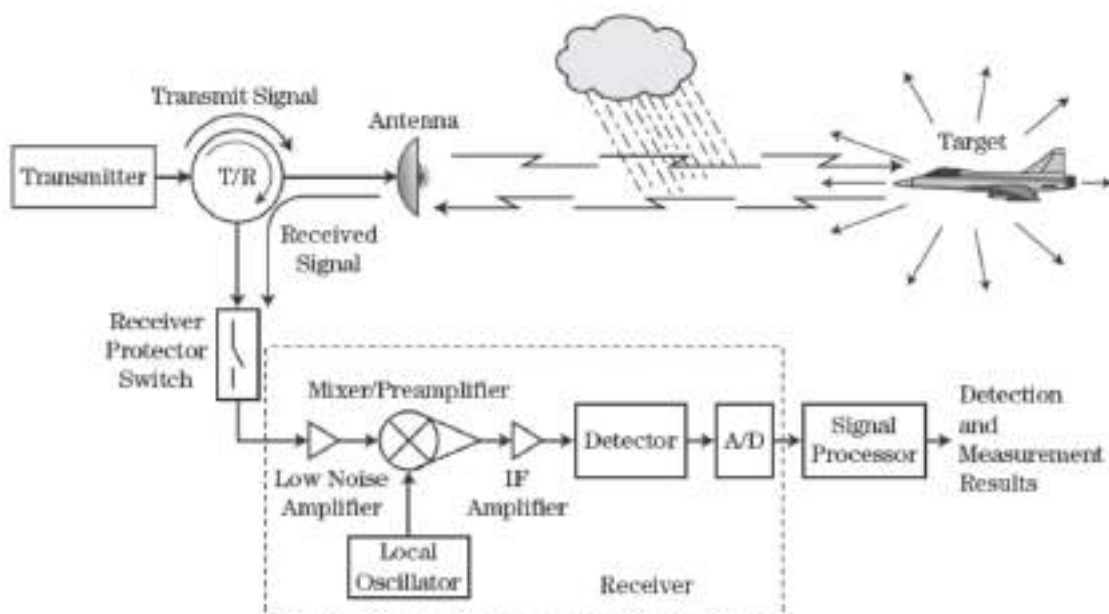 Transmit Signal
Antenna
Target
Transmitter
T/R
Received
Signal
Receiver
Protector
Switch
Mixer/Preamplifier
Detector
A/D
Signal
Processor
Detection
and
Measurement
Results
Low Noise
Amplifier
IF
Amplifier
Local
Oscillator
Receiver